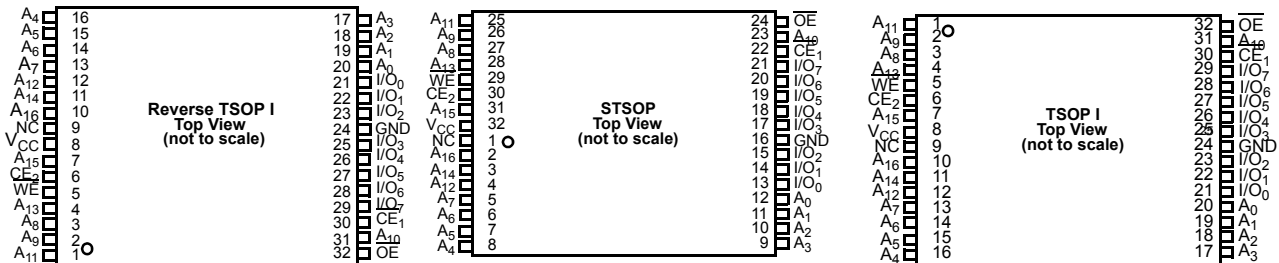 A4 16 17 A3
A5 15 18 A2
A6 14 19 A1
A7 13 20 A0
A12 12 21 I/O0
A14 11 22 I/O1
A16 10 23 I/O2
NC 9 24 GND
VCC 8 25 I/O3
A15 7 26 I/O4
CE2 6 27 I/O5
WE 5 28 I/O6
A13 4 29 I/O7
A8 3 30 CE1
A9 2 31 A10
A11 1 32 OE
Reverse TSOP I
Top View
(not to scale)
A11 25 24 OE
A9 26 23 A10
A8 27 22 CE1
A13 28 21 I/O7
WE 29 20 I/O6
CE2 30 19 I/O5
A15 31 18 I/O4
VCC 32 17 I/O3
NC 1 16 GND
A16 2 15 I/O2
A14 3 14 I/O1
A12 4 13 I/O0
A7 5 12 A0
A6 6 11 A1
A5 7 10 A2
A4 8 9 A3
STSOP
Top View
(not to scale)
A11 1 32 OE
A9 2 31 A10
A8 3 30 CE1
A13 4 29 I/O7
WE 5 28 I/O6
CE2 6 27 I/O5
A15 7 26 I/O4
VCC 8 25 I/O3
NC 9 24 GND
A16 10 23 I/O2
A14 11 22 I/O1
A12 12 21 I/O0
A7 13 20 A0
A6 14 19 A1
A5 15 18 A2
A4 16 17 A3
TSOP I
Top View
(not to scale)